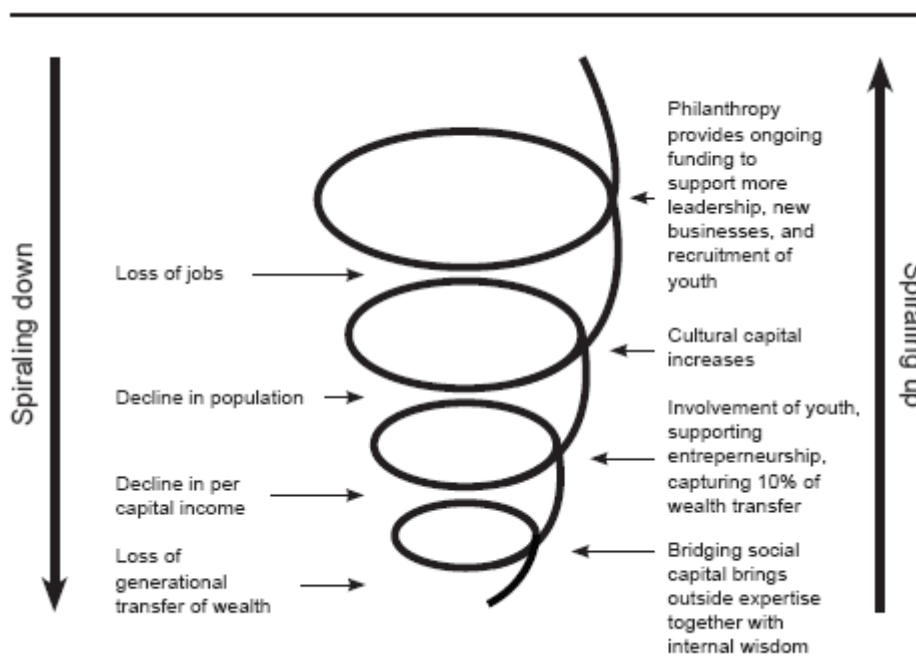 Spiraling down
Loss of jobs
Decline in population
Decline in per
capital income
Loss of
generational
transfer of wealth
Philanthropy
provides ongoing
funding to
support more
leadership, new
businesses, and
recruitment of
youth
Cultural capital
increases
Involvement of youth,
supporting
entreperneurship,
capturing 10% of
wealth transfer
Bridging social
capital brings
outside expertise
together with
internal wisdom
Spiraling up